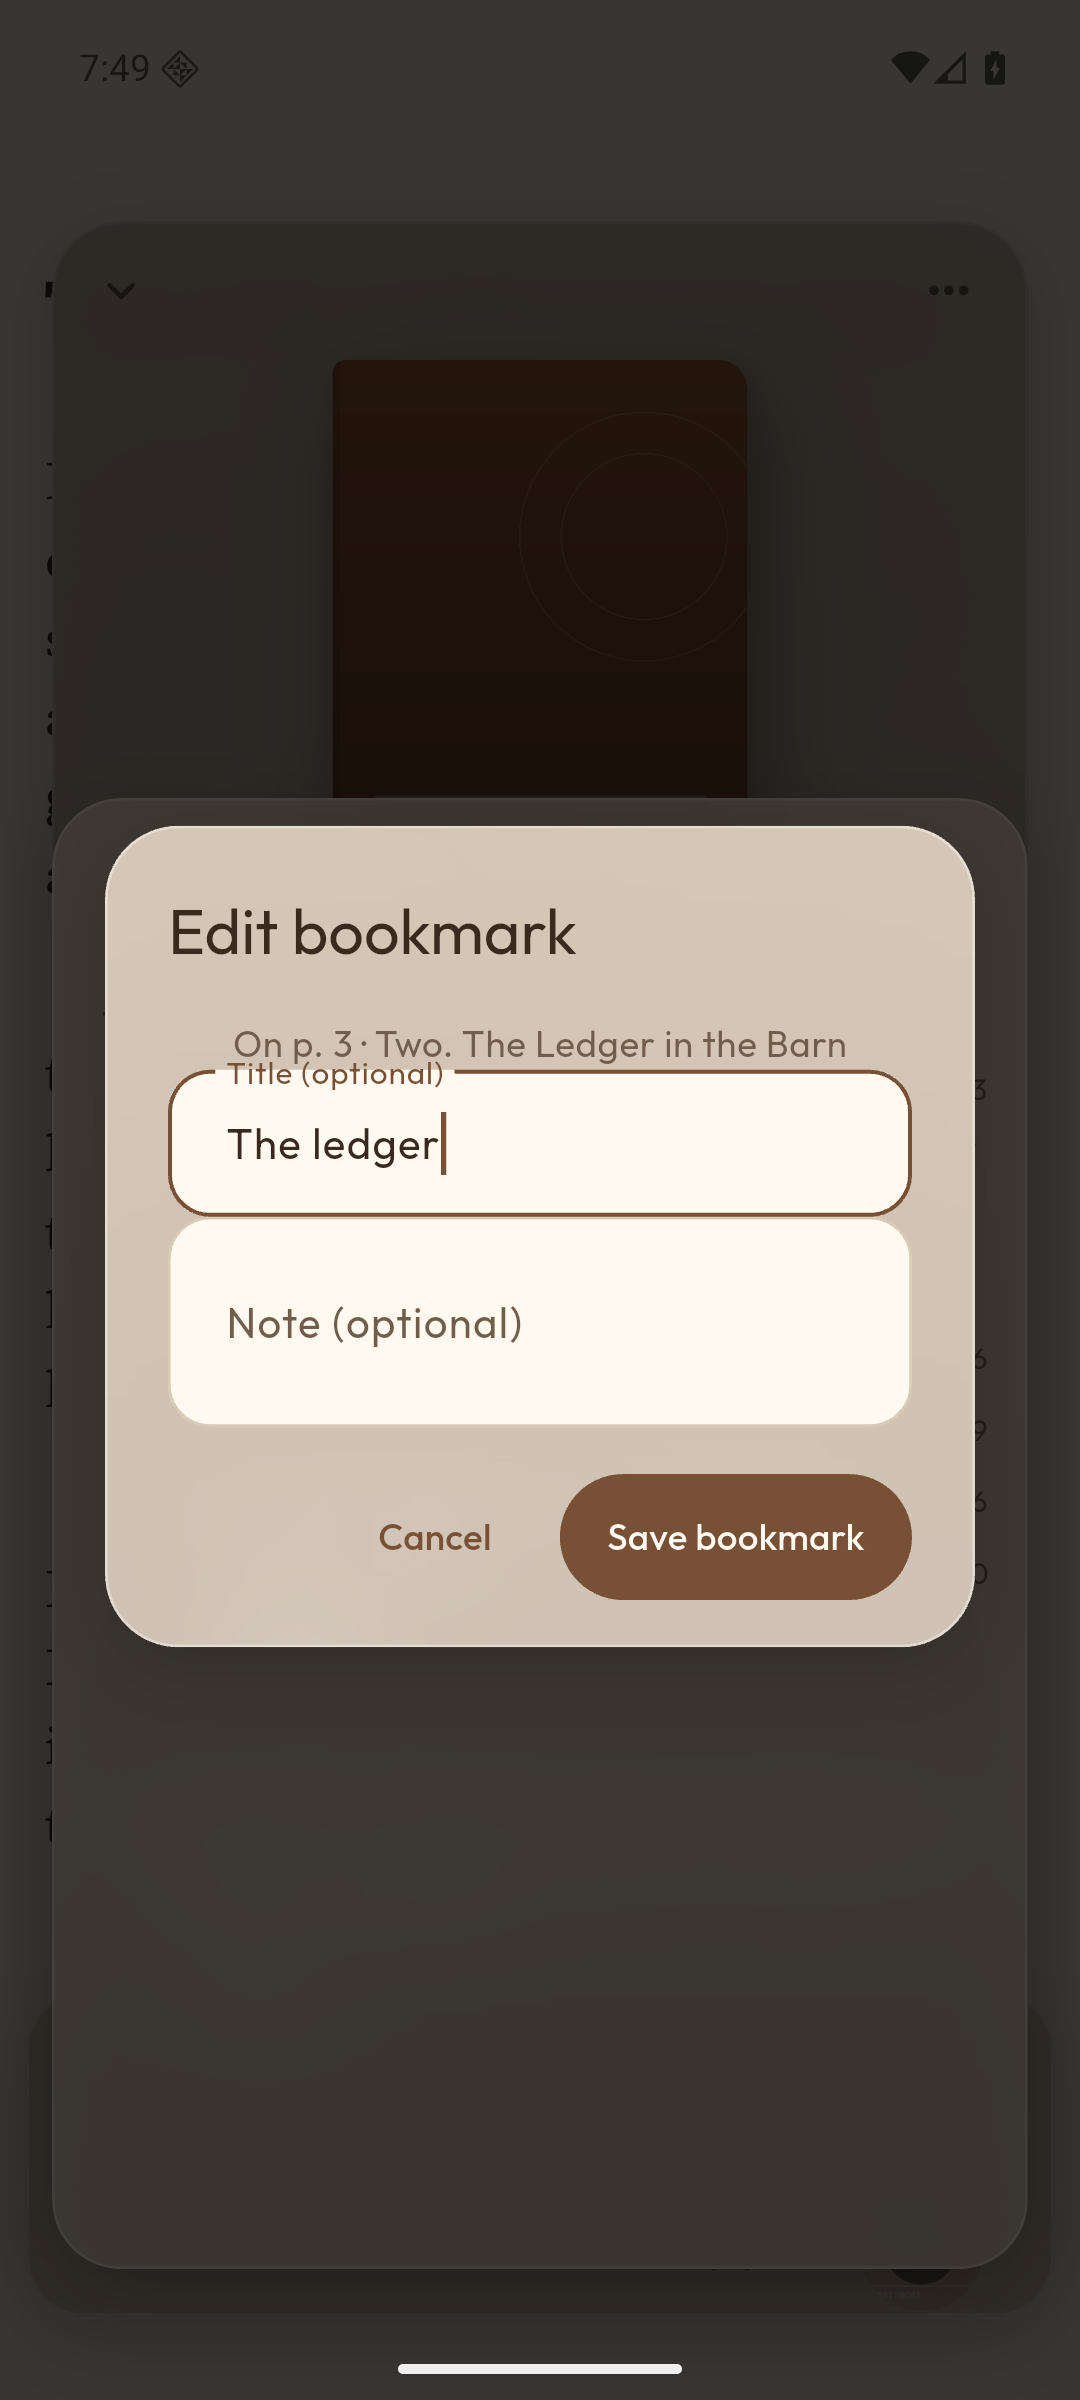 7:49
Edit bookmark
On p. 3 · Two. The Ledger in the Barn
Title (optional)
The ledger
Note (optional)
Cancel
Save bookmark